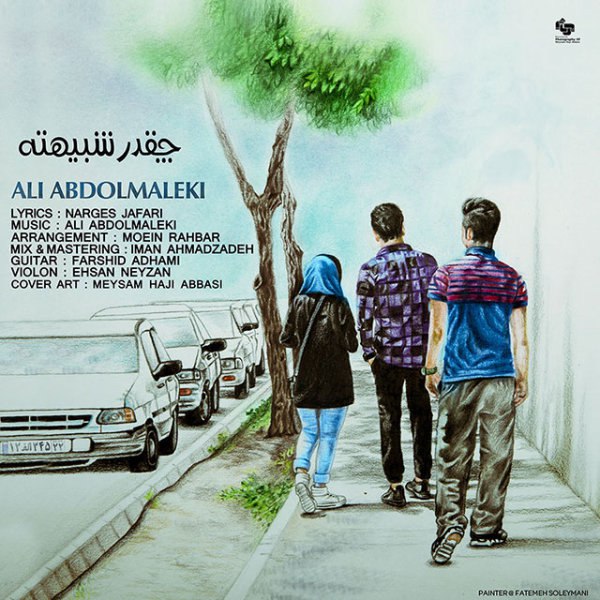 چقدر شبیهته
ALI ABDOLMALEKI
LYRICS : NARGES JAFARI
MUSIC : ALI ABDOLMALEKI
ARRANGEMENT : MOEIN RAHBAR
MIX & MASTERING : IMAN AHMADZADEH
GUITAR : FARSHID ADHAMI
VIOLON : EHSAN NEYZAN
COVER ART : MEYSAM HAJI ABBASI
PAINTER@ FATEMEH SOLEYMANI